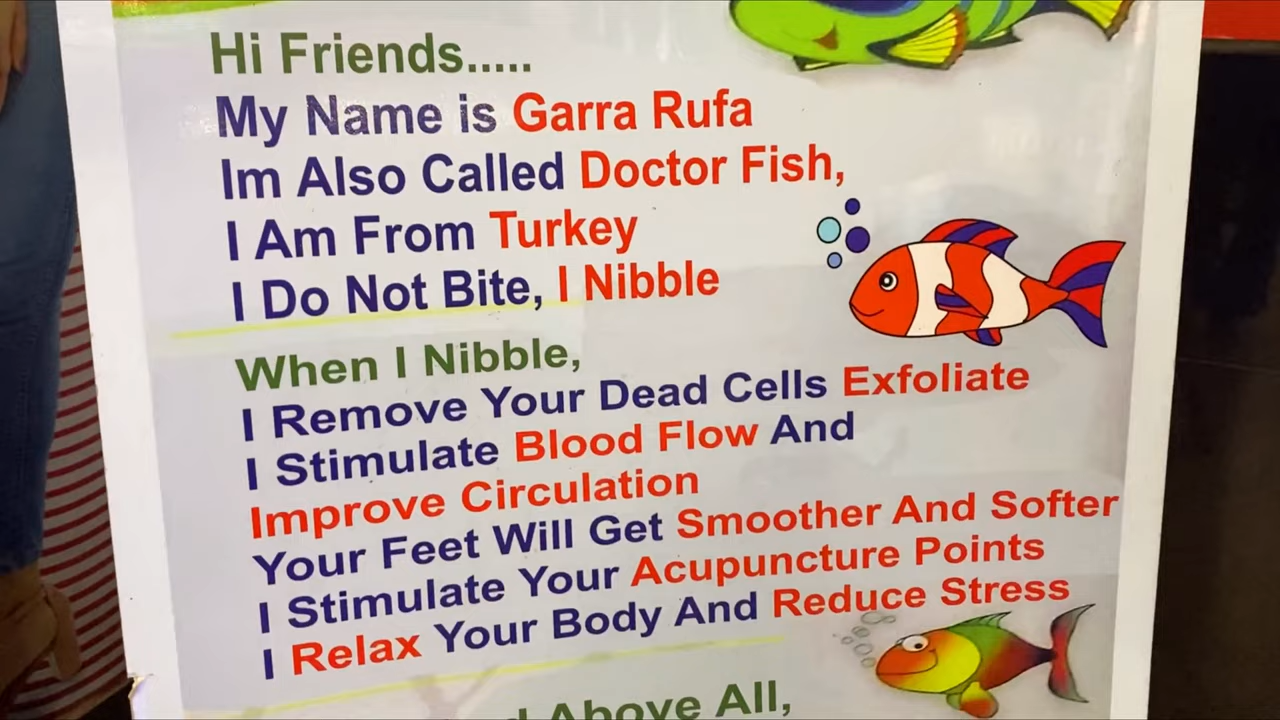 Hi Friends.....
My Name is Garra Rufa
Im Also Called Doctor Fish,
I Am From Turkey
I Do Not Bite, I Nibble
When I Nibble,
I Remove Your Dead Cells Exfoliate
I Stimulate Blood Flow And
Improve Circulation
Your Feet Will Get Smoother And Softer
I Stimulate Your Acupuncture Points
I Relax Your Body And Reduce Stress
Above All,